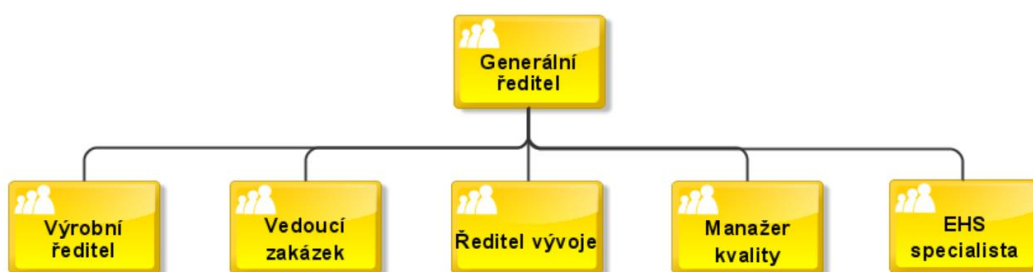 Generální
ředitel
Výrobní
ředitel
Vedoucí
zakázek
Ředitel vývoje
Manažer
kvality
EHS
specialista